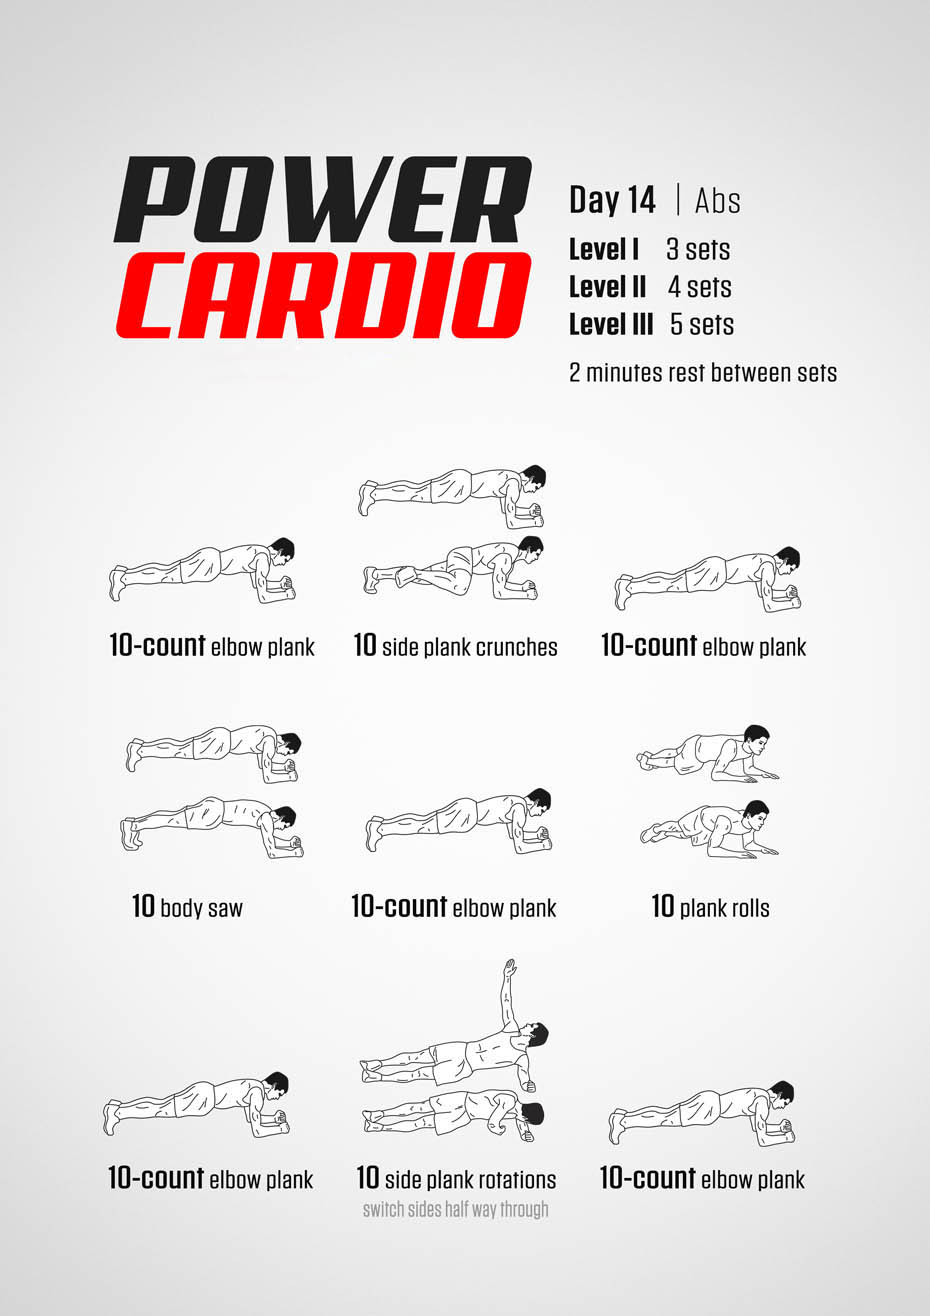 POWER
CARDIO
Day 14 | Abs
Level I 3 sets
Level II 4 sets
Level III 5 sets
2 minutes rest between sets
10-count elbow plank
10 side plank crunches
10-count elbow plank
10 body saw
10-count elbow plank
10 plank rolls
10-count elbow plank
10 side plank rotations
switch sides half way through
10-count elbow plank